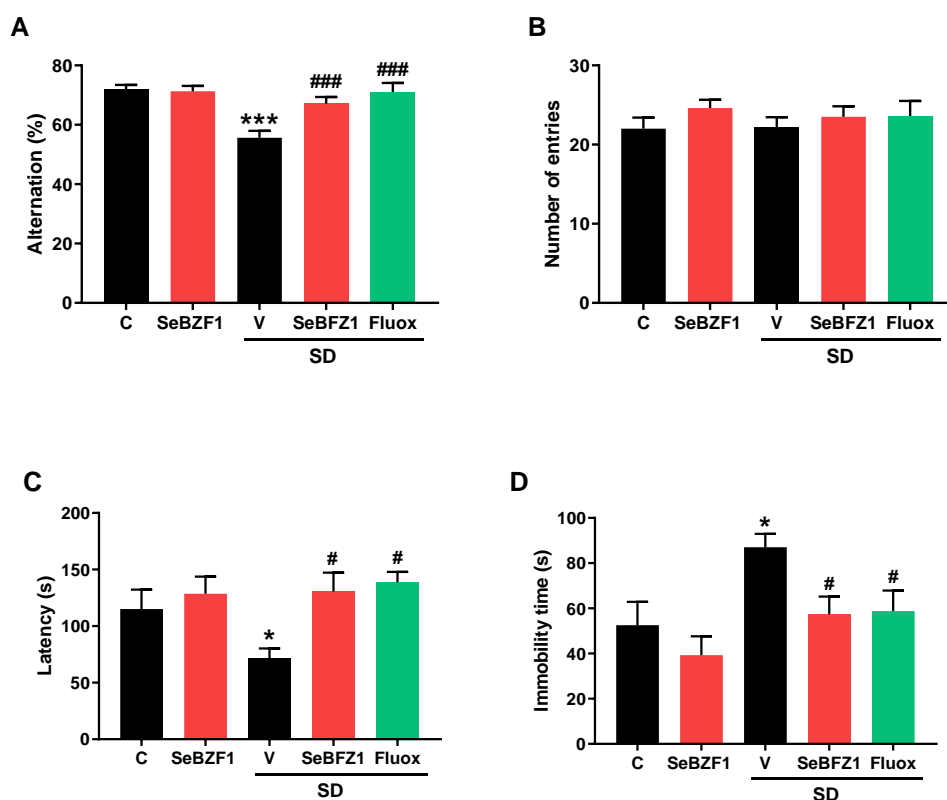 A
Alternation (%)
80
60
40
20
0
***
###
###
C SeBZF1 V SeBFZ1 Fluox
SD
B
Number of entries
30
20
10
0
C SeBZF1 V SeBFZ1 Fluox
SD
C
Latency (s)
200
150
100
50
0
*
#
#
C SeBZF1 V SeBFZ1 Fluox
SD
D
Immobility time (s)
100
80
60
40
20
0
*
#
#
C SeBZF1 V SeBFZ1 Fluox
SD